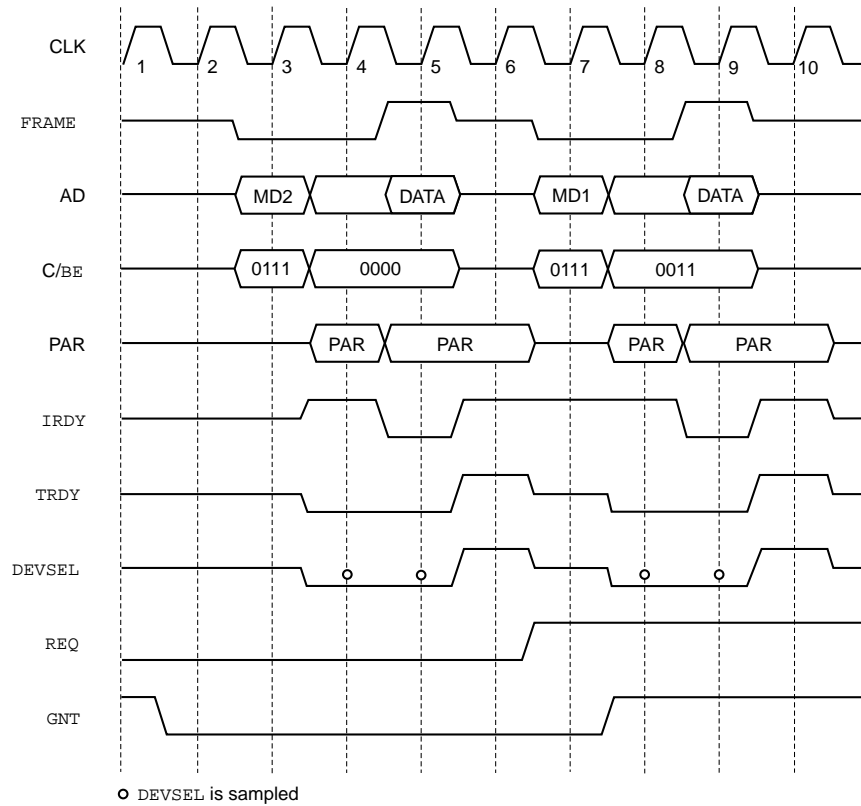 CLK
1 2 3 4 5 6 7 8 9 10
FRAME
AD MD2 DATA MD1 DATA
C/BE 0111 0000 0111 0011
PAR PAR PAR PAR PAR
IRDY
TRDY
DEVSEL
REQ
GNT
DEVSEL is sampled